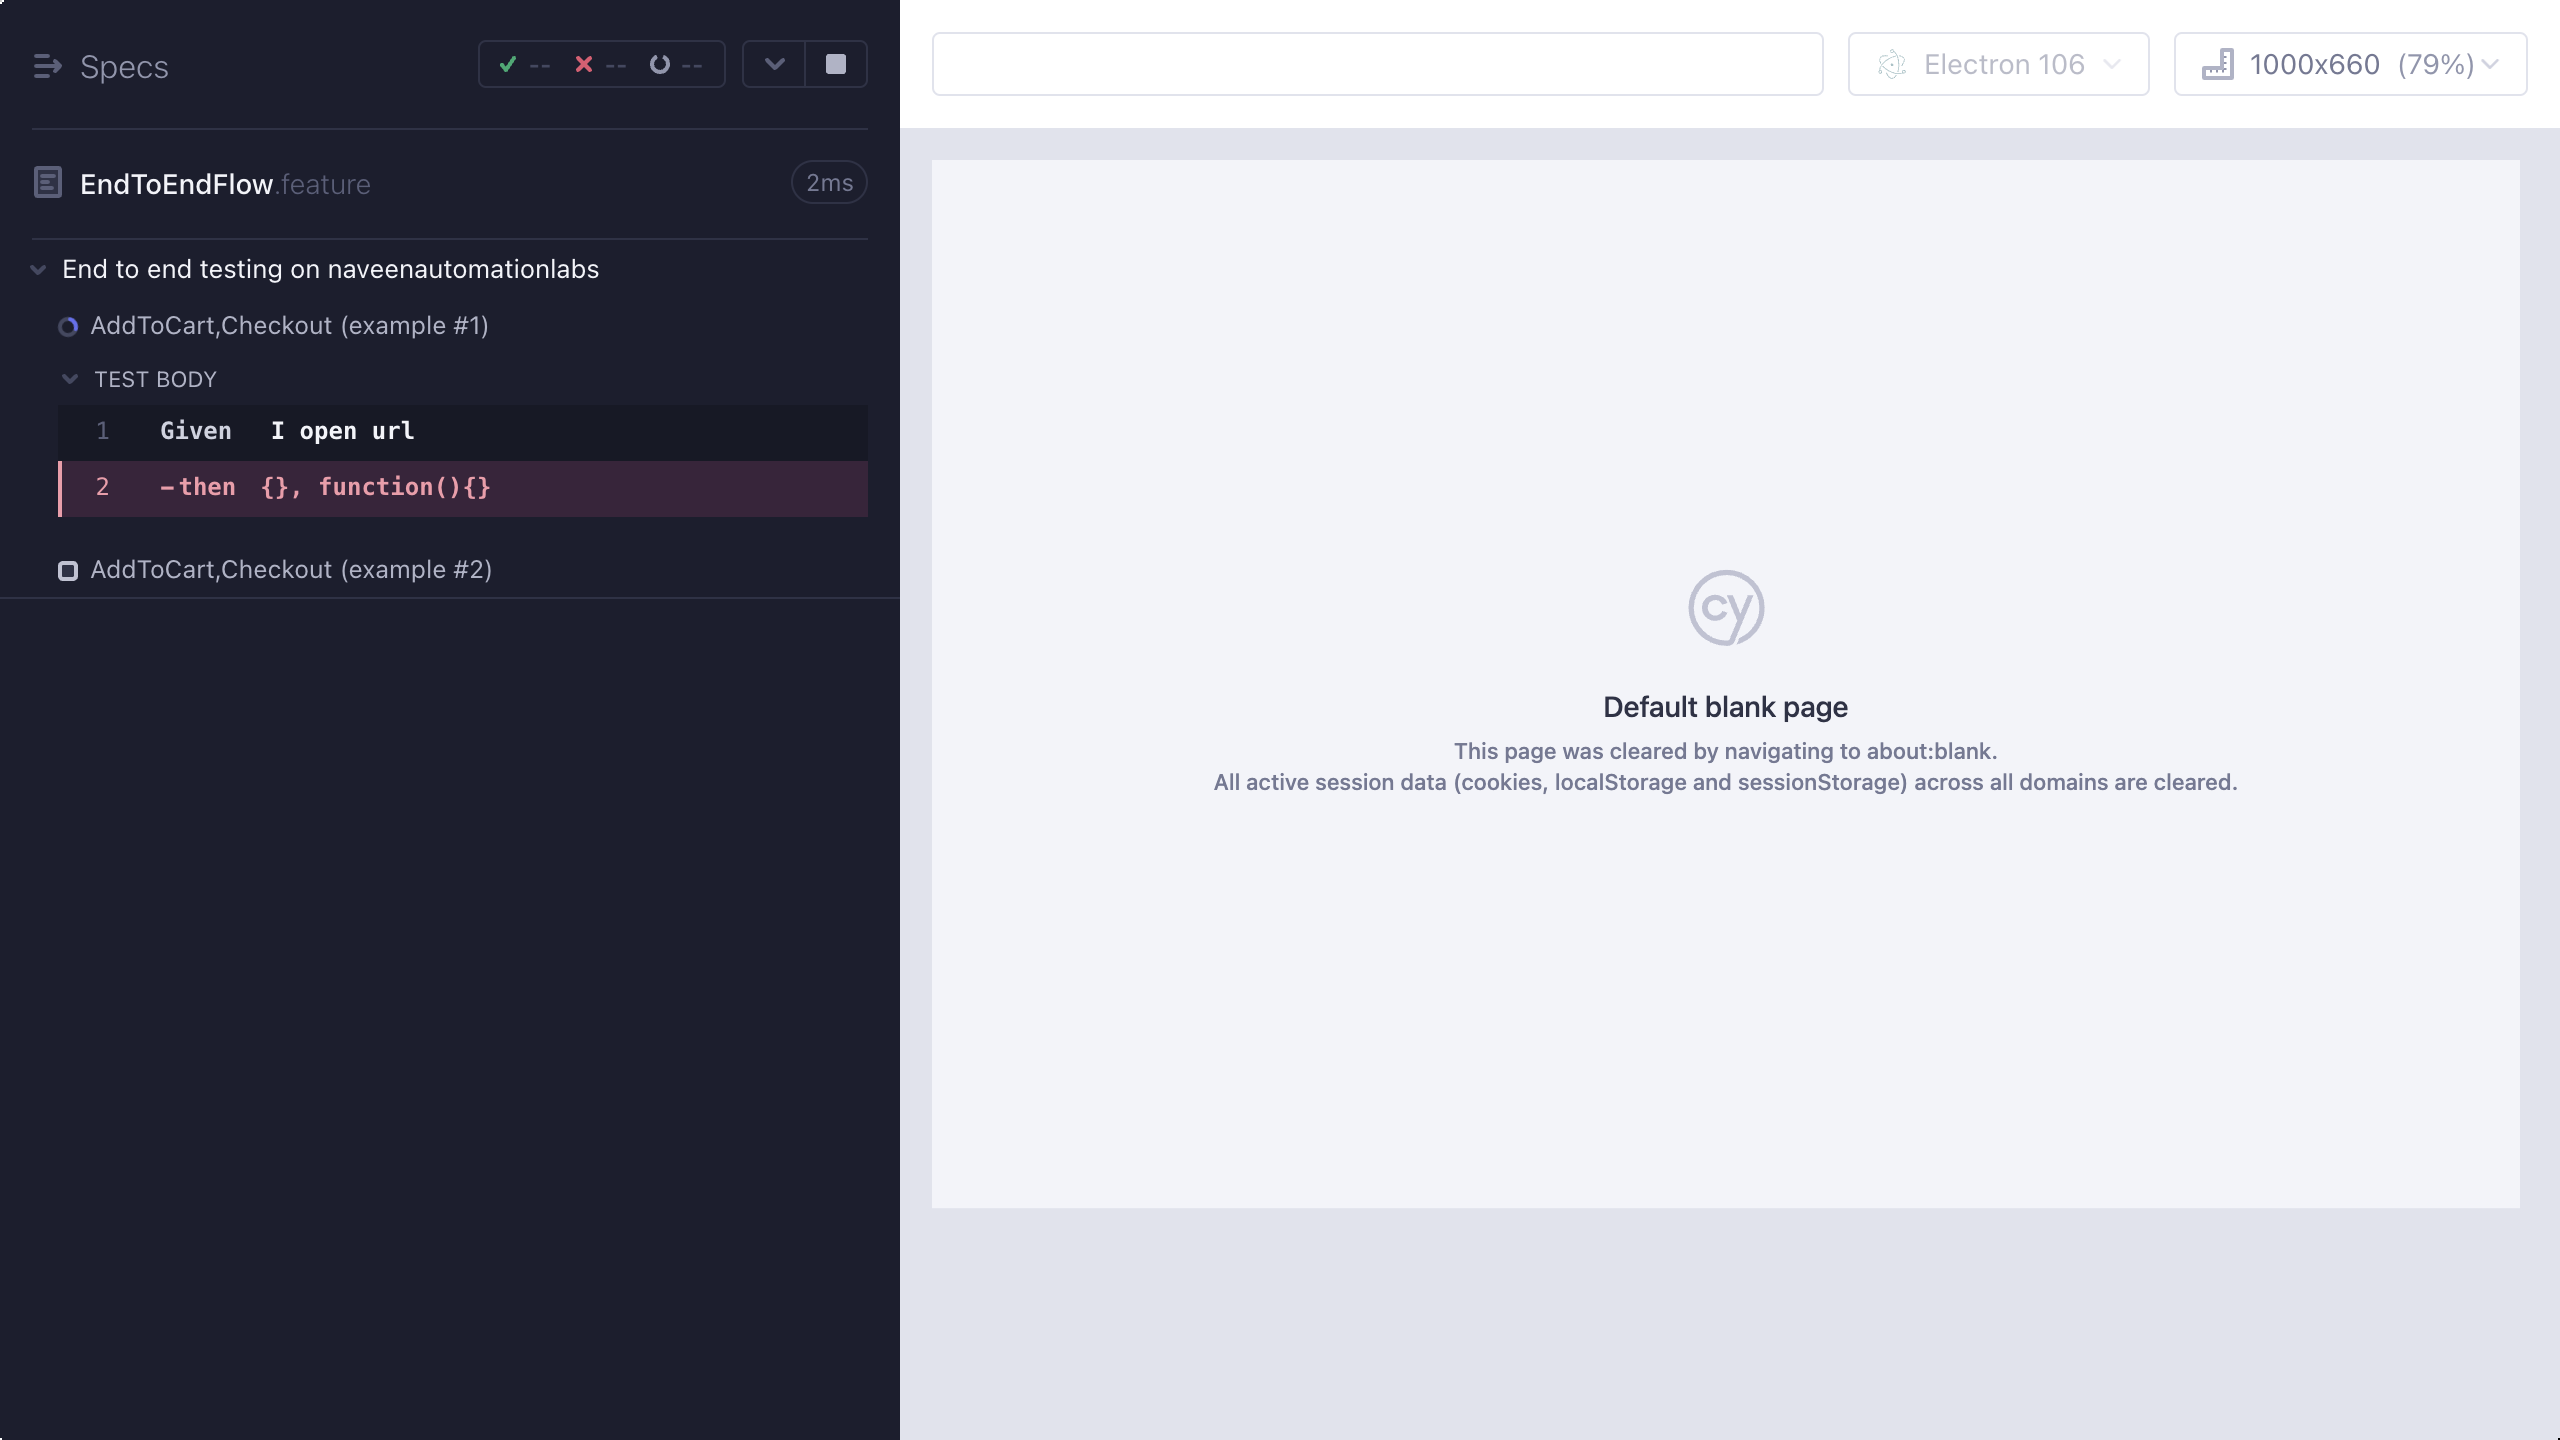 Specs
-- -- --
EndToEndFlow.feature
2ms
End to end testing on naveenautomationlabs
AddToCart,Checkout (example #1)
TEST BODY
1 Given I open url
2 -then {}, function(){}
AddToCart,Checkout (example #2)
Electron 106
1000x660 (79%)
cy
Default blank page
This page was cleared by navigating to about:blank.
All active session data (cookies, localStorage and sessionStorage) across all domains are cleared.